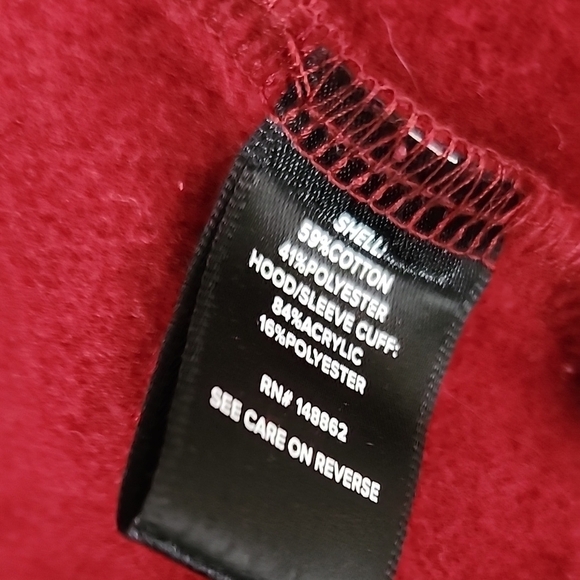 SHELL:
59%COTTON
41%POLYESTER
HOOD/SLEEVE CUFF:
84%ACRYLIC
16%POLYESTER
RN# 148862
SEE CARE ON REVERSE